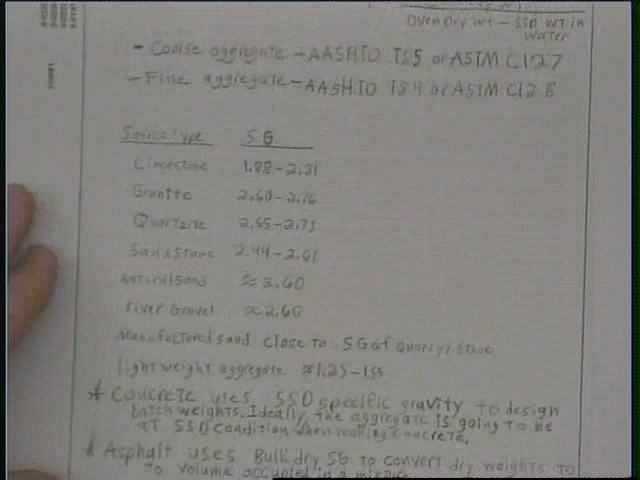 Oven Dry Wt - SSD WT in
Water
- Corse aggregate - AASHTO T85 or ASTM C127
- Fine aggregate - AASHTO T84 or ASTM C128
Source Type SG
Limestone 1.88 - 2.81
Granite 2.60 - 2.76
Quartzite 2.55 - 2.73
Sandstone 2.44 - 2.61
Natural Sand ≈ 2.60
River Gravel ≈ 2.60
Manufactured sand close to SG of Quarry
light weight aggregate ≈ 1.25 - 1.55
* Concrete uses SSD specific gravity to design
batch weights. Ideally the aggregate is going to be
at SSD condition when making concrete.
* Asphalt uses Bulk dry SG to convert dry weights to
to volume occupied in a mixture